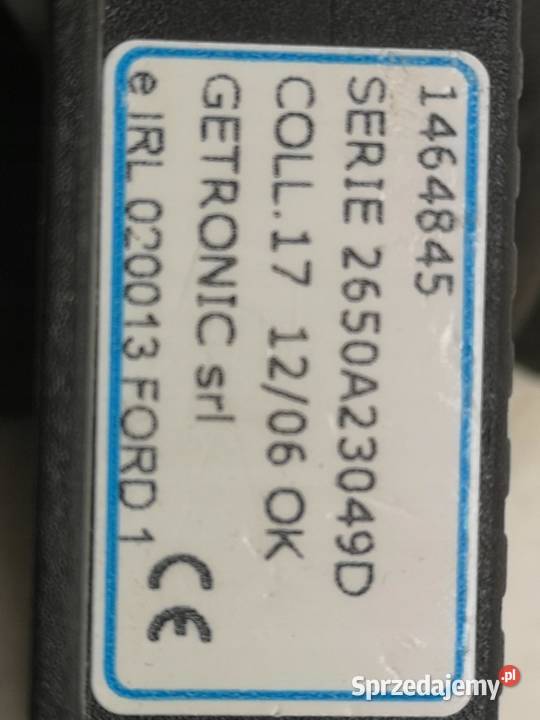 1464845
SERIE 2650A23049D
COLL.17 12/06 OK
GETRONIC srl
e IRL 020013 FORD 1
CE
Sprzedajemy.pl